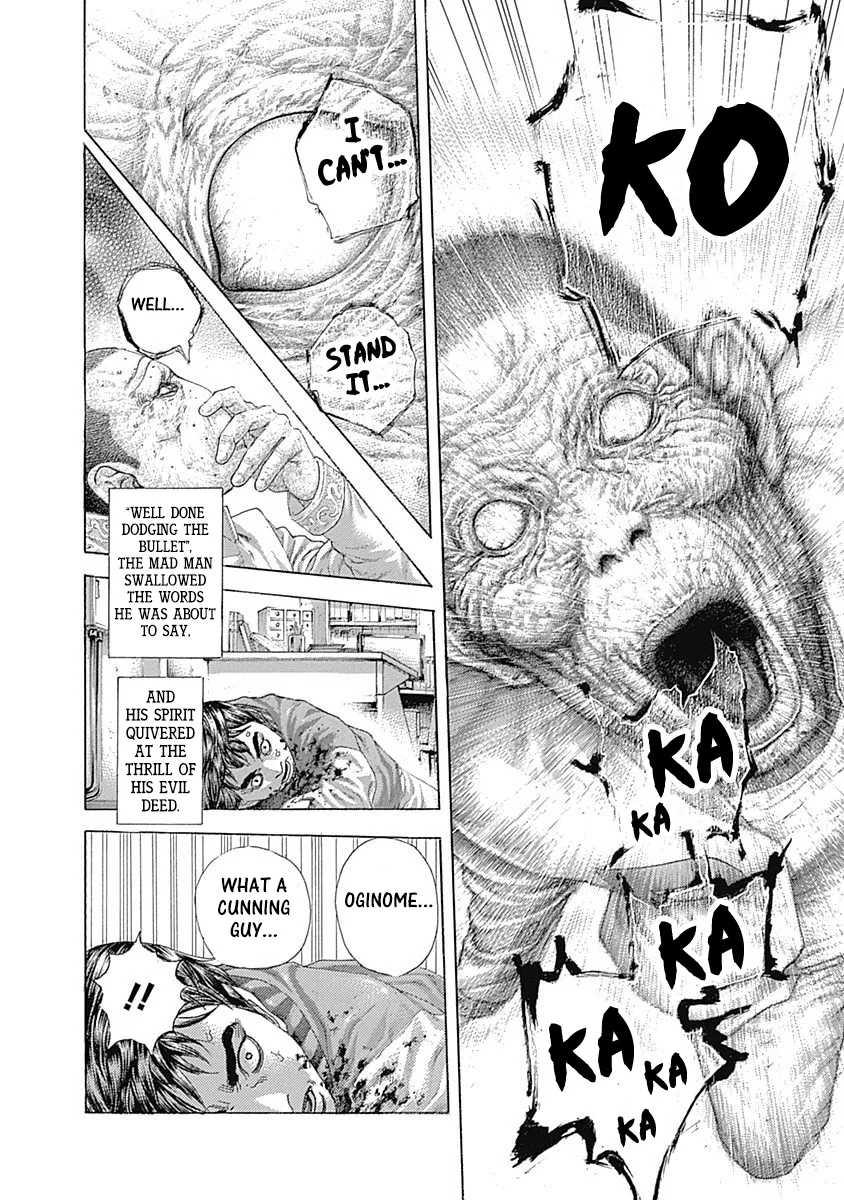 KO
KA
KA
KA
KA
KA
KA
I
CAN'T...
STAND
IT...
WELL...
"WELL DONE
DODGING THE
BULLET",
THE MAD MAN
SWALLOWED
THE WORDS
HE WAS ABOUT
TO SAY,
AND
HIS SPIRIT
QUIVERED
AT THE
THRILL OF
HIS EVIL
DEED.
OGINOME...
WHAT A
CUNNING
GUY...
!!